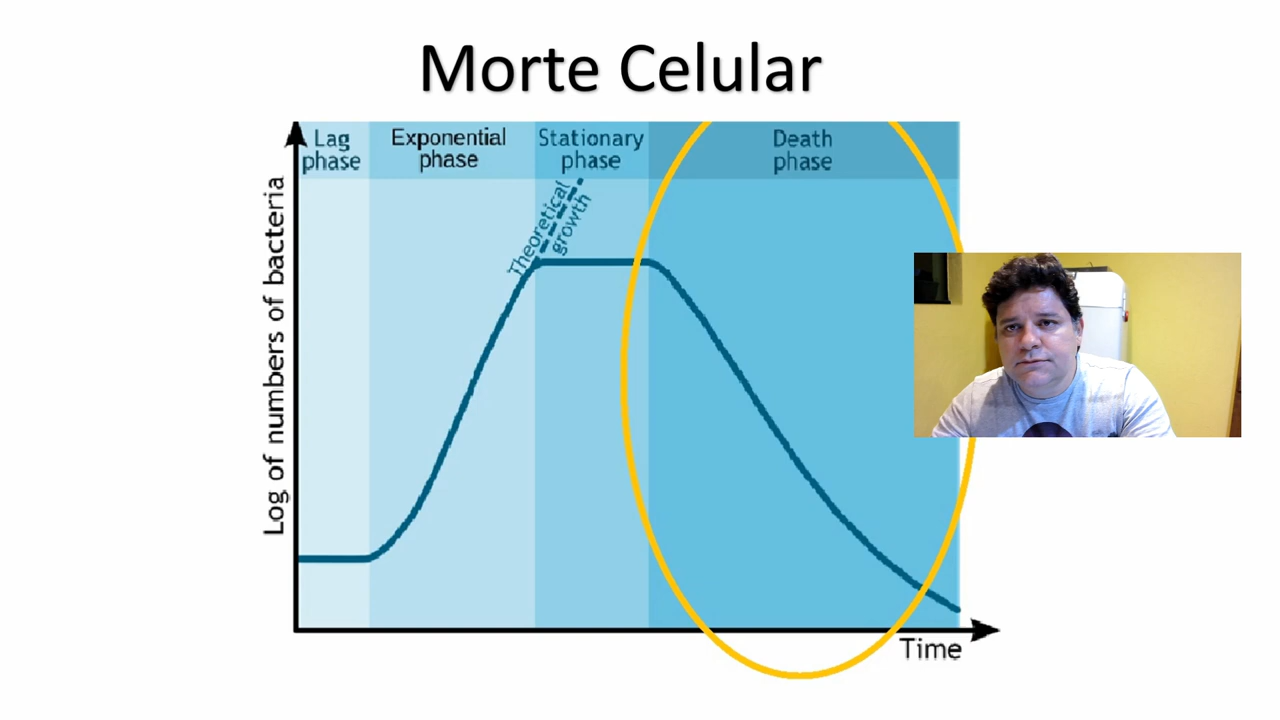 Morte Celular
Lag
phase
Exponential
phase
Stationary
phase
Death
phase
Theoretical
growth
Log of numbers of bacteria
Time